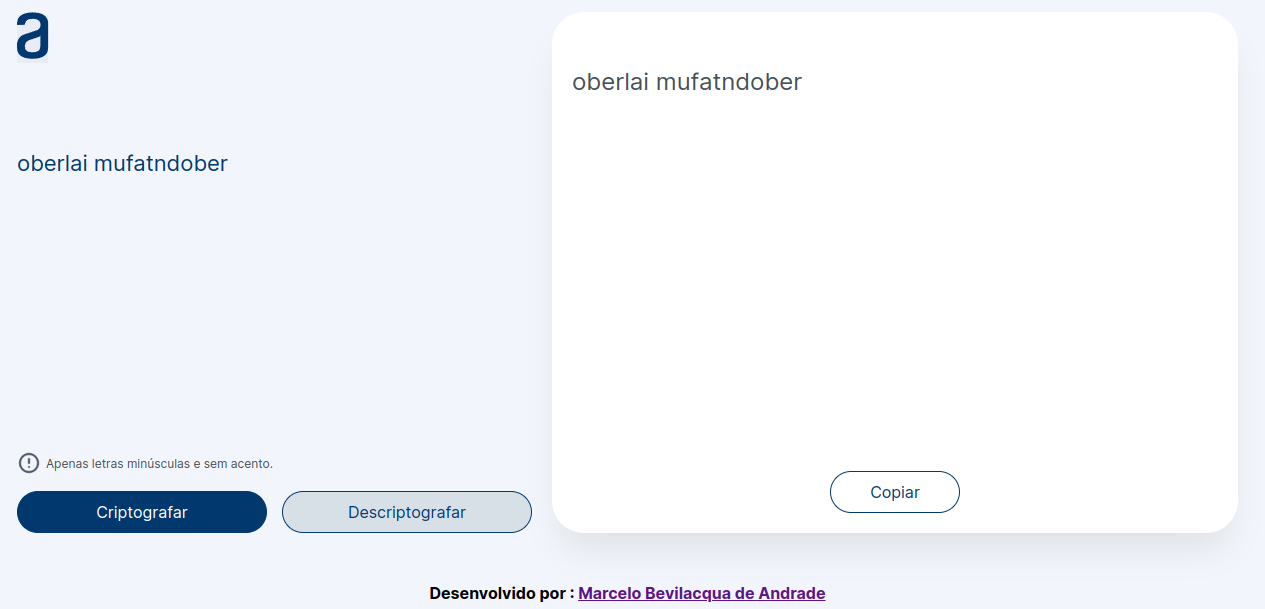 a
oberlai mufatndober
oberlai mufatndober
Apenas letras minúsculas e sem acento.
Criptografar
Descriptografar
Copiar
Desenvolvido por : Marcelo Bevilacqua de Andrade